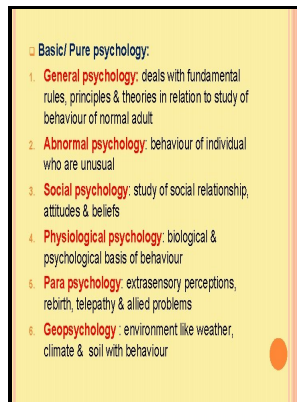 Basic/ Pure psychology:
1. General psychology: deals with fundamental
rules, principles & theories in relation to study of
behaviour of normal adult
2. Abnormal psychology: behaviour of individual
who are unusual
3. Social psychology: study of social relationship,
attitudes & beliefs
4. Physiological psychology: biological &
psychological basis of behaviour
5. Para psychology: extrasensory perceptions,
rebirth, telepathy & allied problems
6. Geopsychology : environment like weather,
climate & soil with behaviour